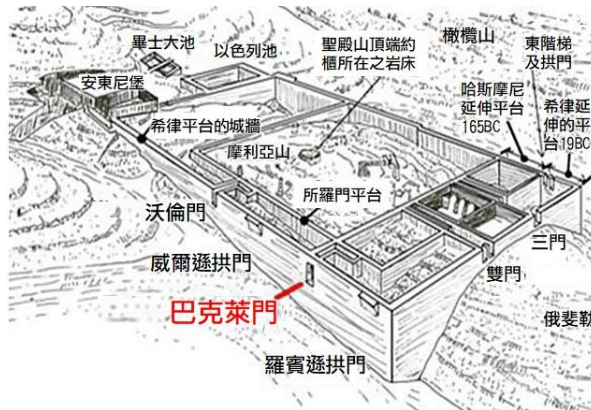 畢士大池
以色列池
聖殿山頂端約
櫃所在之岩床
橄欖山
東階梯
及拱門
安東尼堡
哈斯摩尼
延伸平台
165BC
希律延
伸的平
台19BC
希律平台的城牆
摩利亞山
所羅門平台
沃倫門
威爾遜拱門
巴克萊門
羅賓遜拱門
雙門
三門
俄斐勒